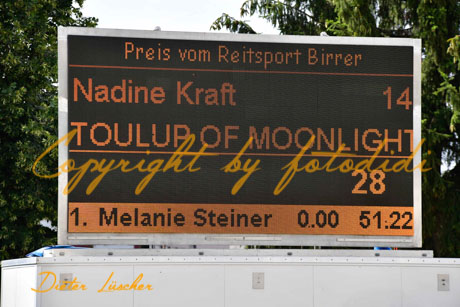 Preis vom Reitsport Birrer
Nadine Kraft 14
TOULUP OF MOONLIGHT
28
1. Melanie Steiner 0.00 51.22
Copyright by fotodidi
Dieter Lüscher